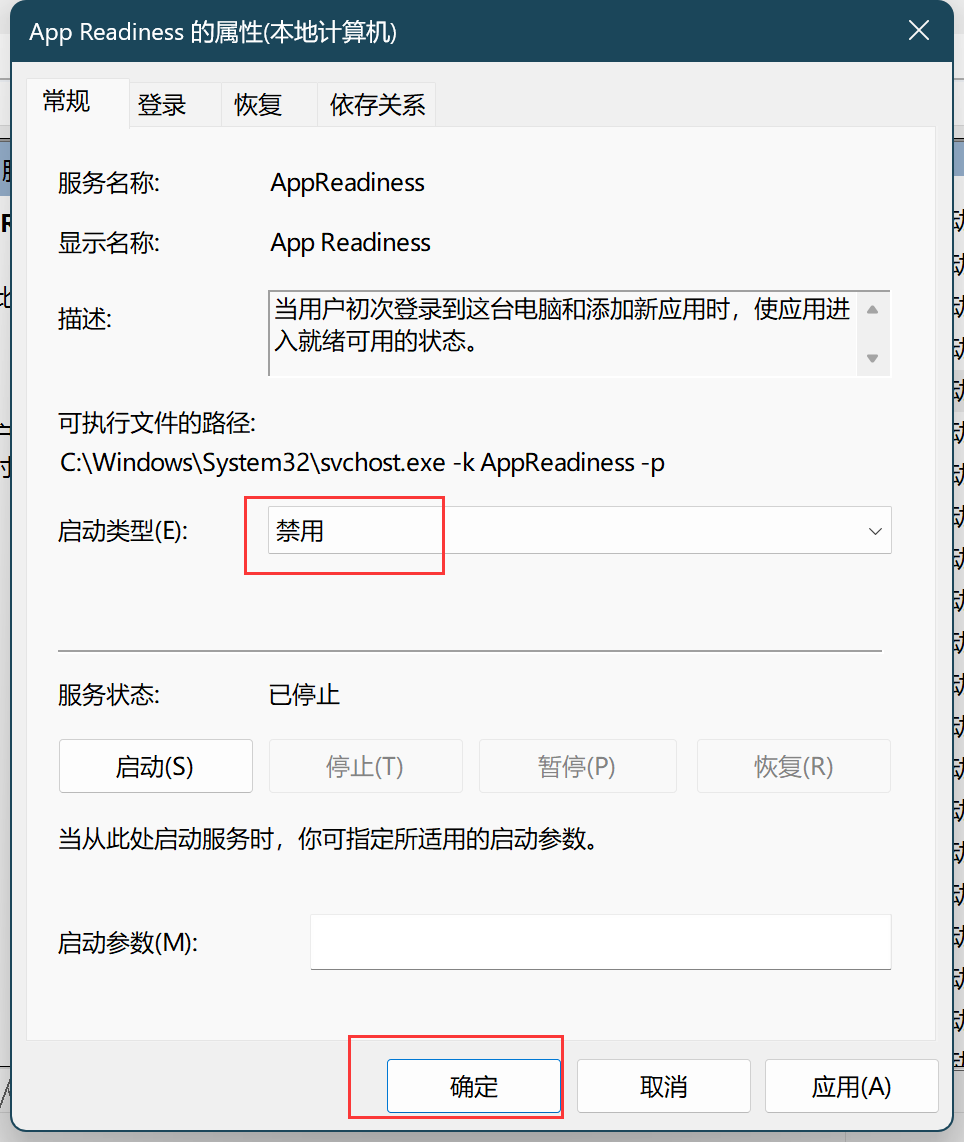 App Readiness 的属性(本地计算机)
常规 登录 恢复 依存关系
服务名称: AppReadiness
显示名称: App Readiness
描述: 当用户初次登录到这台电脑和添加新应用时，使应用进
入就绪可用的状态。
可执行文件的路径:
C:\Windows\System32\svchost.exe -k AppReadiness -p
启动类型(E): 禁用
服务状态: 已停止
启动(S) 停止(T) 暂停(P) 恢复(R)
当从此处启动服务时，你可指定所适用的启动参数。
启动参数(M):
确定 取消 应用(A)